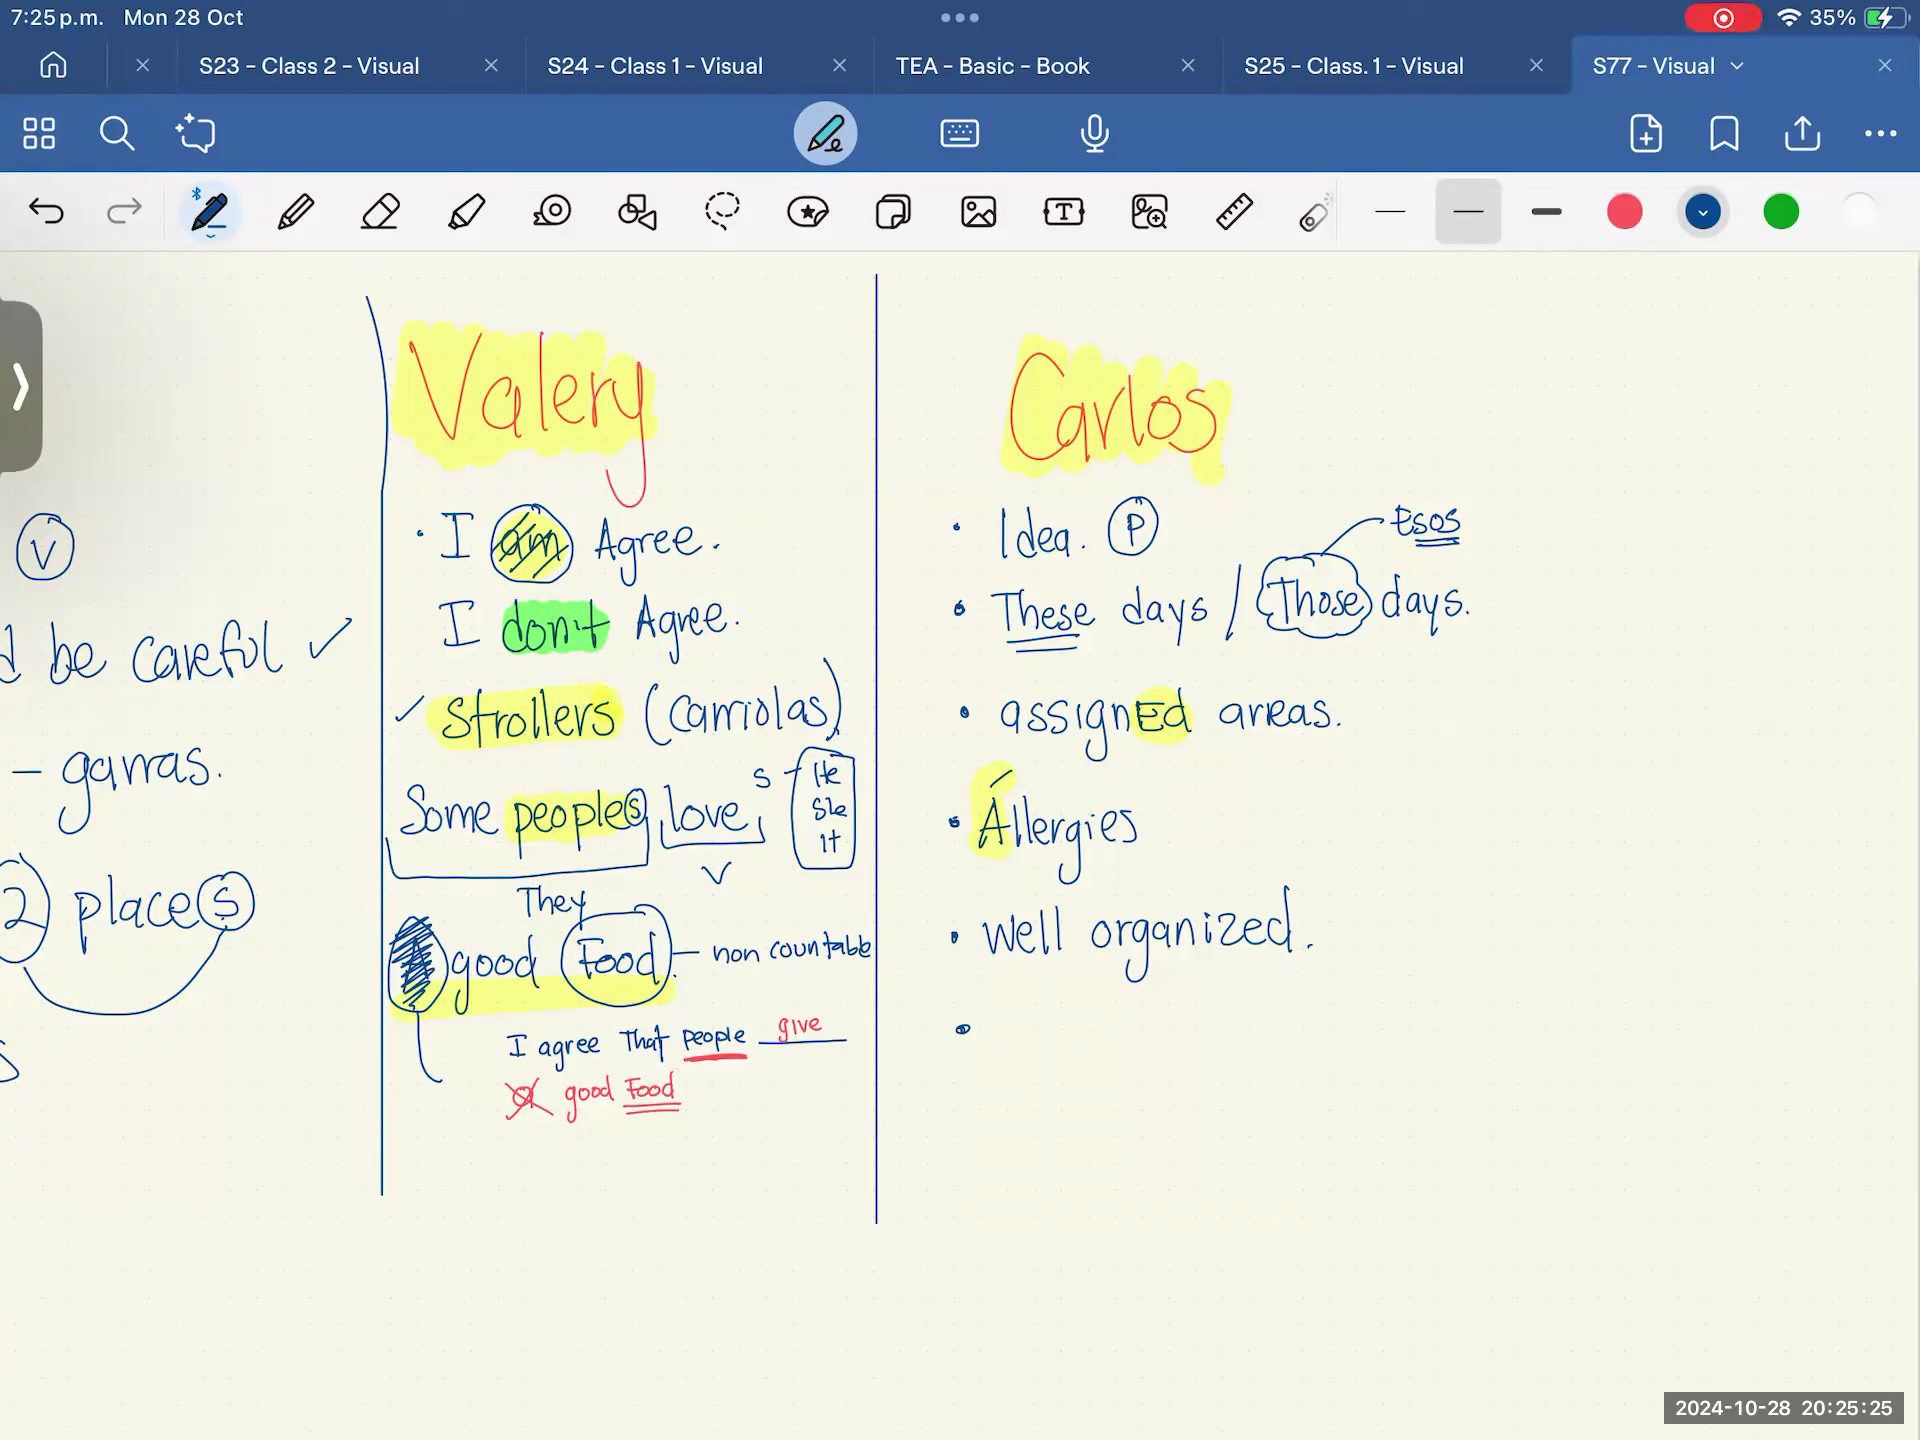 7:25 p.m. Mon 28 Oct
35%
S23 - Class 2 - Visual
S24 - Class 1 - Visual
TEA - Basic - Book
S25 - Class. 1 - Visual
S77 - Visual
V
be careful ✓
- garras.
2 places
Valery
· I am Agree.
I don't Agree.
✓ Strollers (Carriolas)
Some peoples love s
He
She
It
They
V
A good Food. - non countable
I agree That people give
a good Food
Carlos
· Idea. P
Esos
· These days / Those days.
· assignEd areas.
· Állergies
· Well organized.
·
2024-10-28 20:25:25